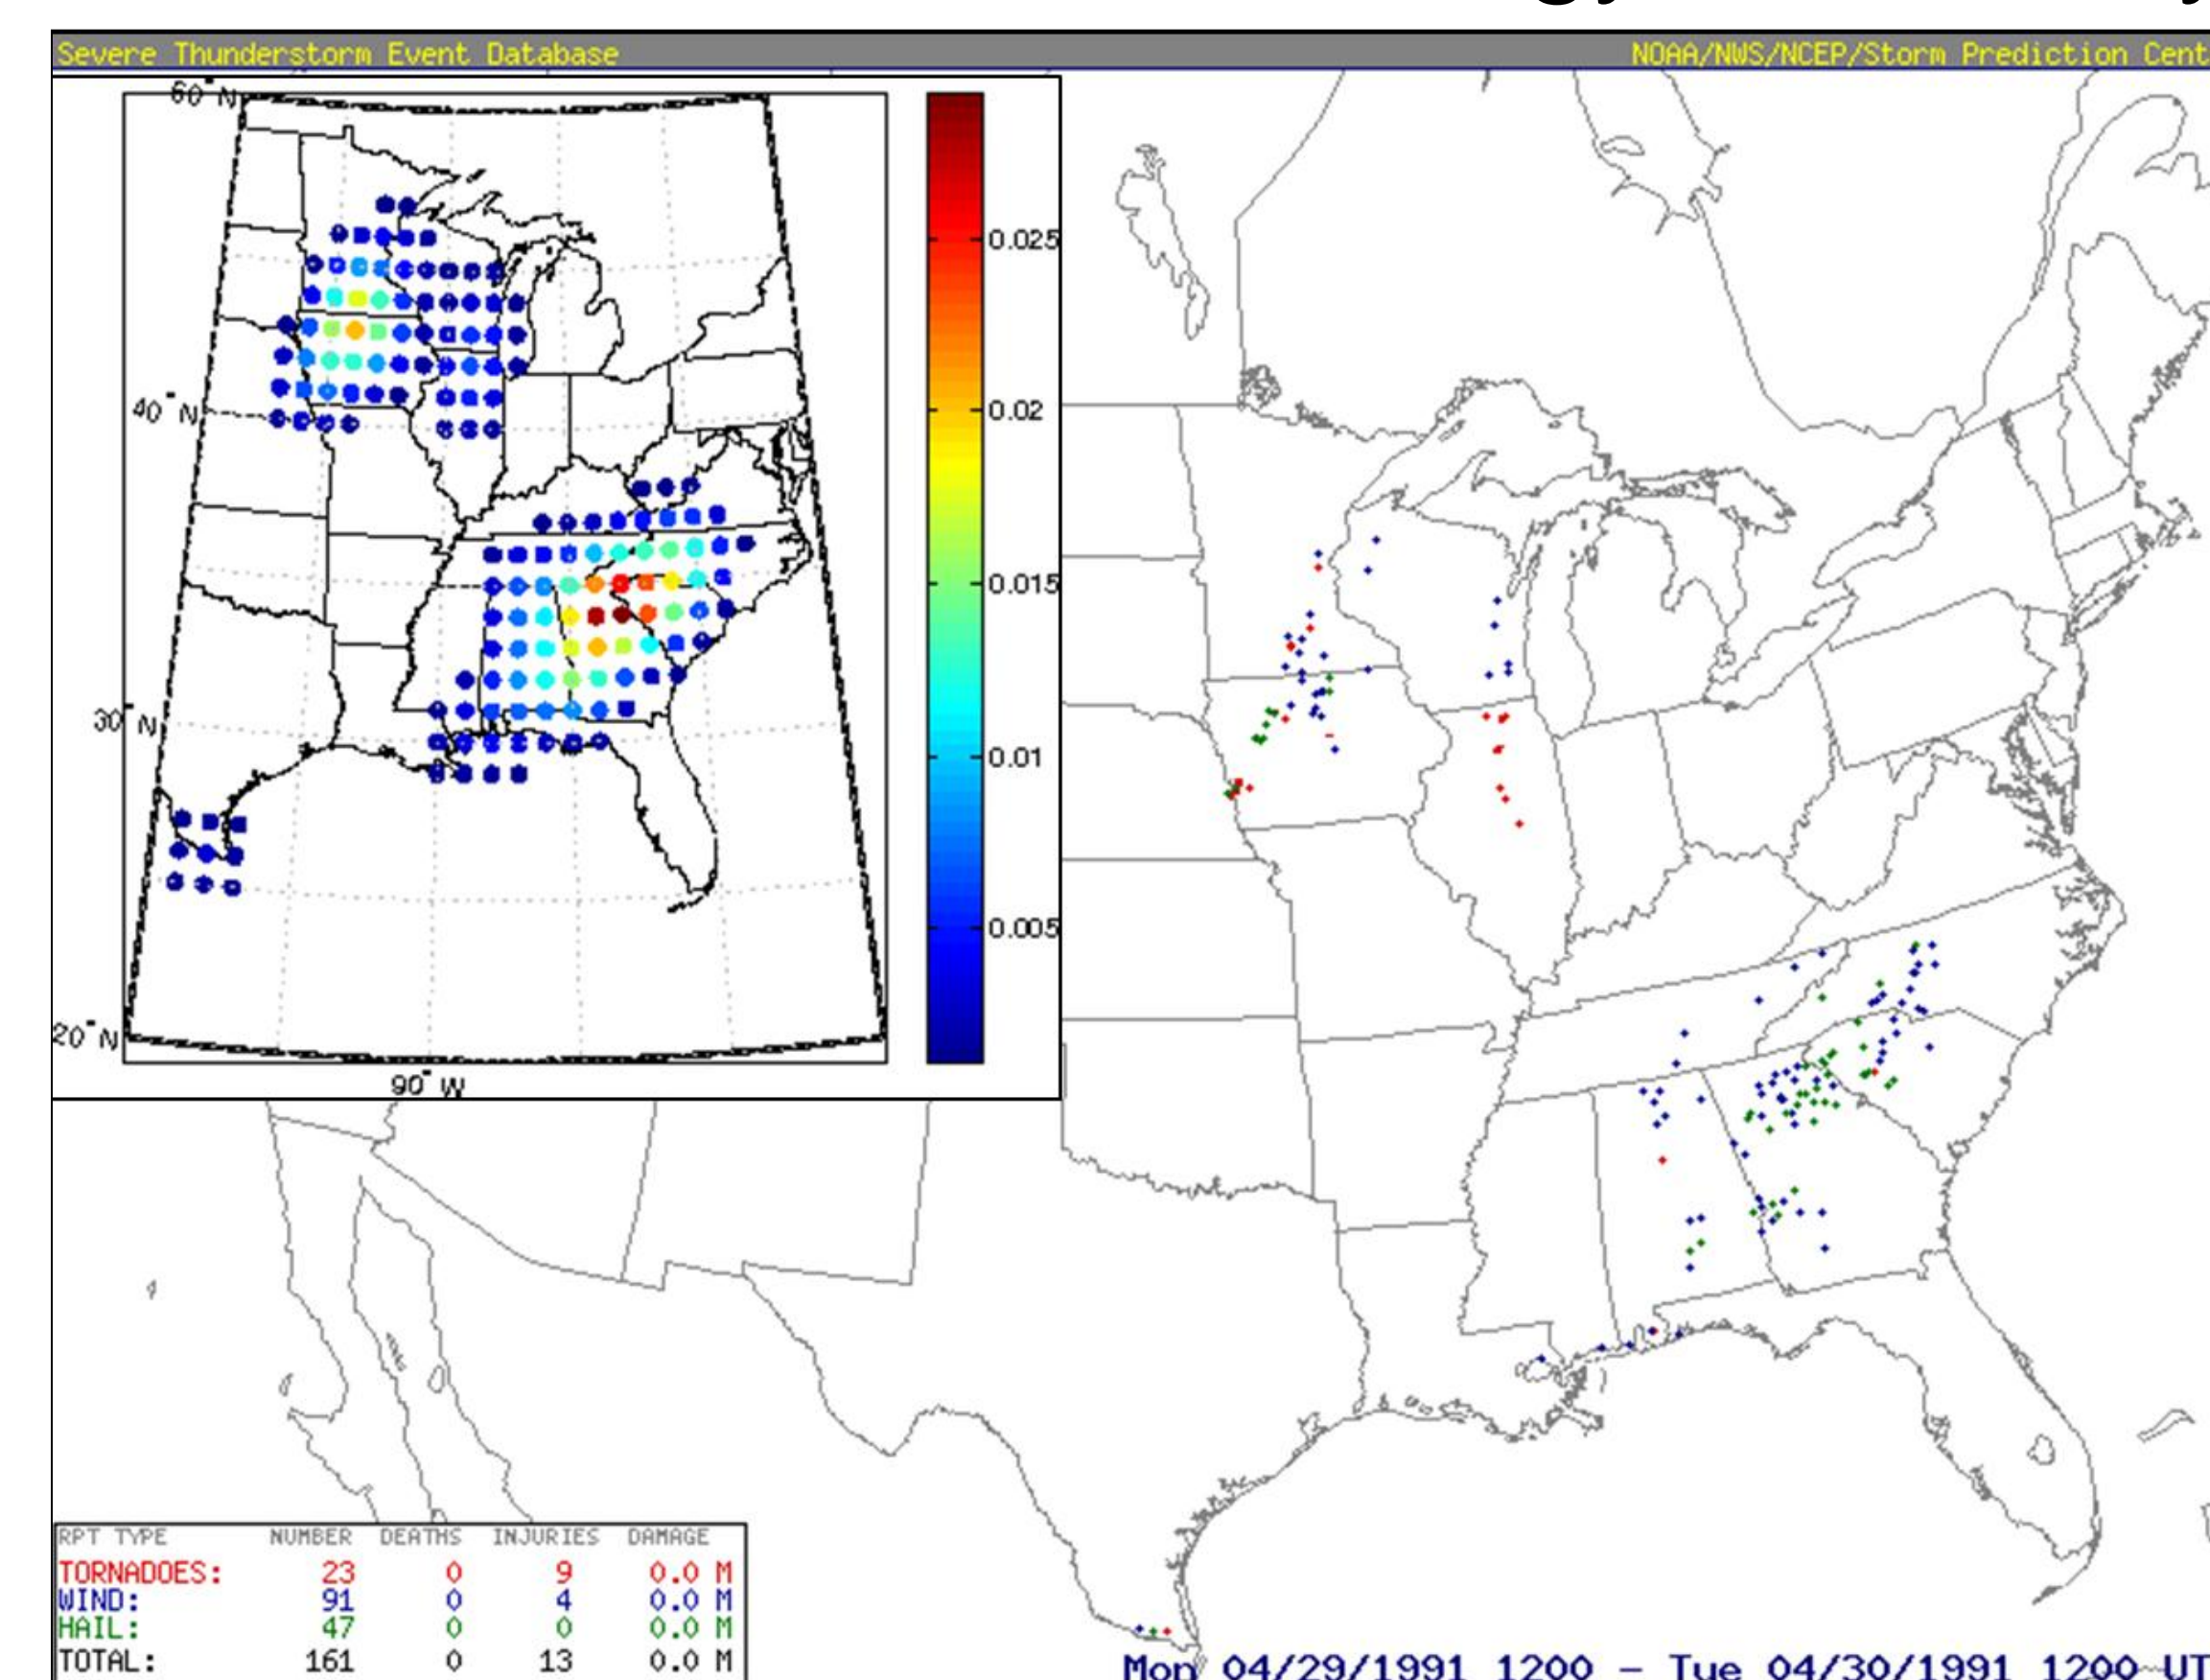 Severe Thunderstorm Event Database
NOAA/NWS/NCEP/Storm Prediction Cent
60°N
40°N
30°N
20°N
90°W
0.025
0.02
0.015
0.01
0.005
RPT TYPE NUMBER DEATHS INJURIES DAMAGE
TORNADOES: 23 0 9 0.0 M
WIND: 91 0 4 0.0 M
HAIL: 47 0 0 0.0 M
TOTAL: 161 0 13 0.0 M
Mon 04/29/1991 1200 – Tue 04/30/1991 1200 UT